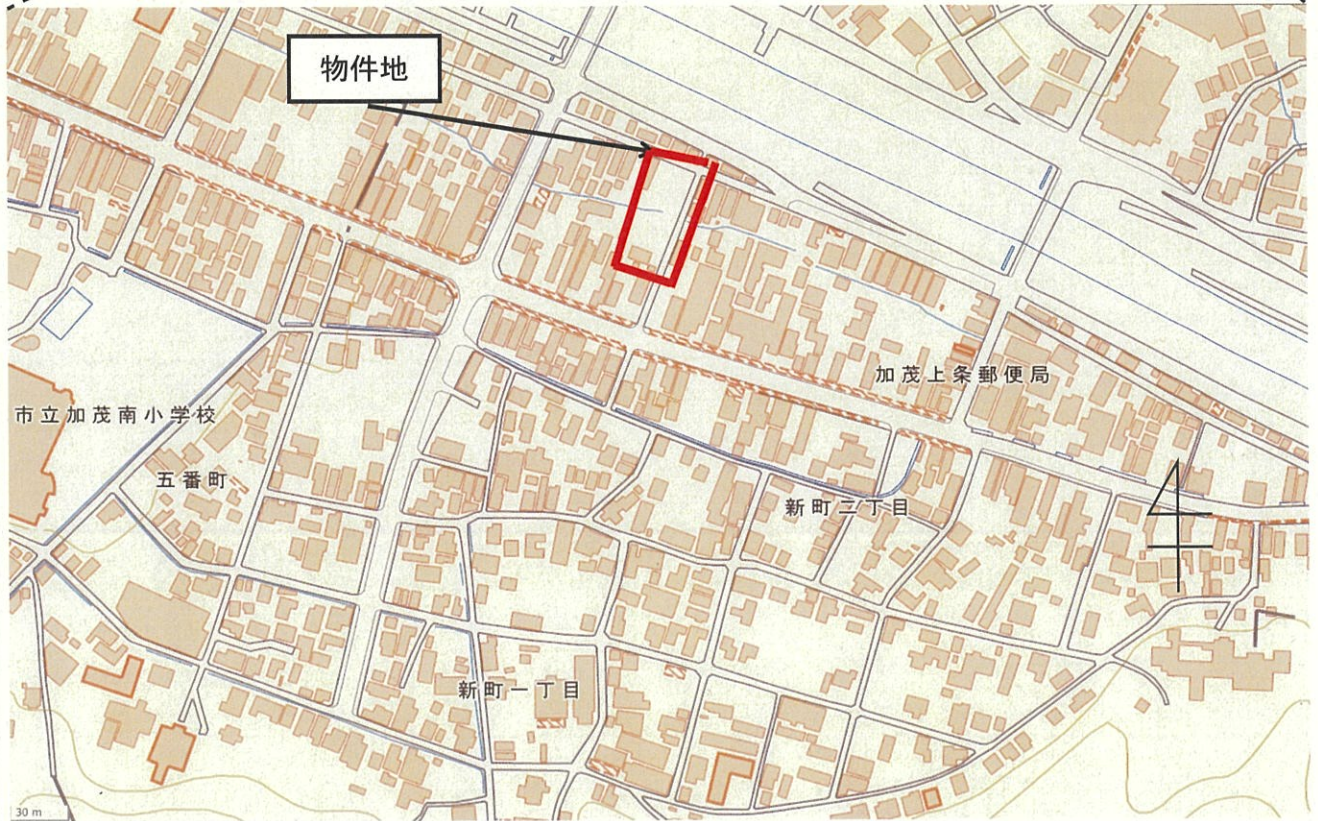 物件地
加茂上条郵便局
市立加茂南小学校
五番町
新町二丁目
新町一丁目
30 m